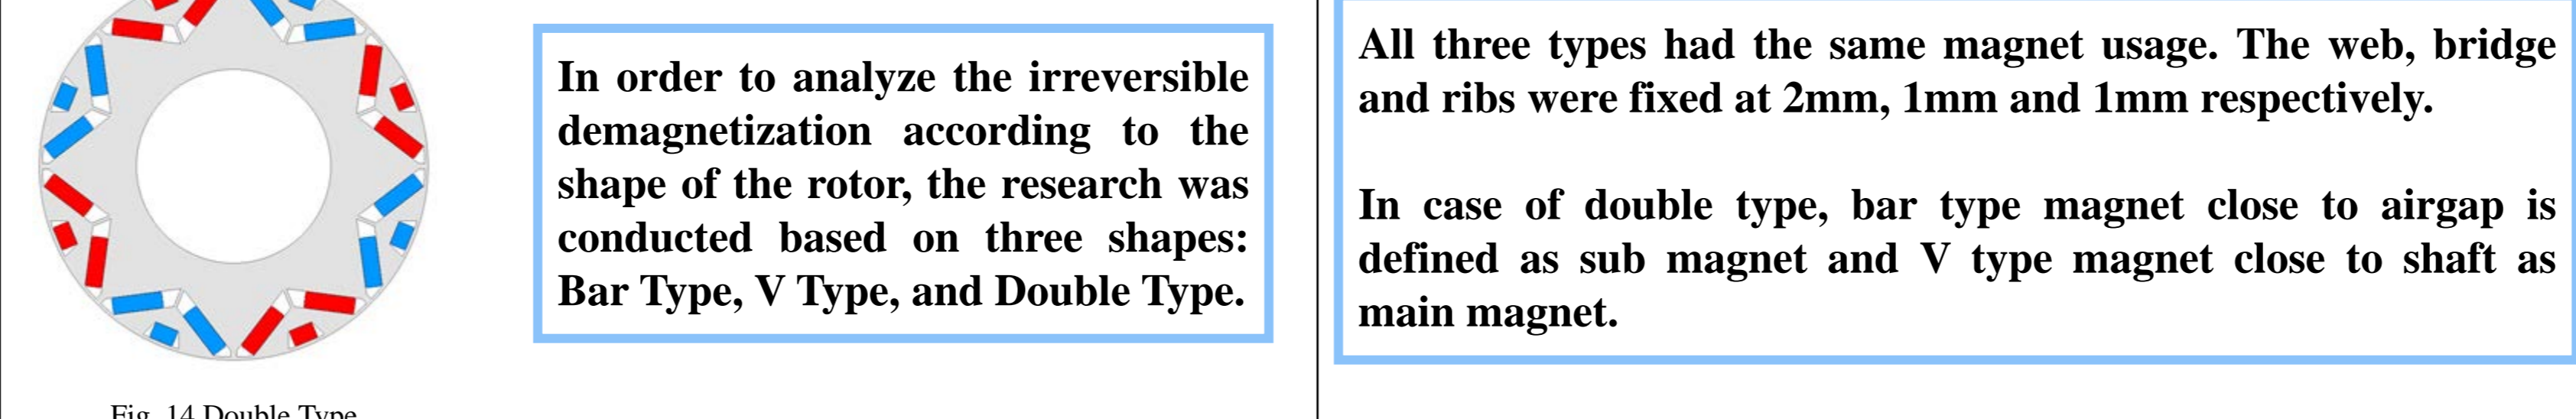 In order to analyze the irreversible
demagnetization according to the
shape of the rotor, the research was
conducted based on three shapes:
Bar Type, V Type, and Double Type.
All three types had the same magnet usage. The web, bridge
and ribs were fixed at 2mm, 1mm and 1mm respectively.
In case of double type, bar type magnet close to airgap is
defined as sub magnet and V type magnet close to shaft as
main magnet.
Fig. 14 Double Type